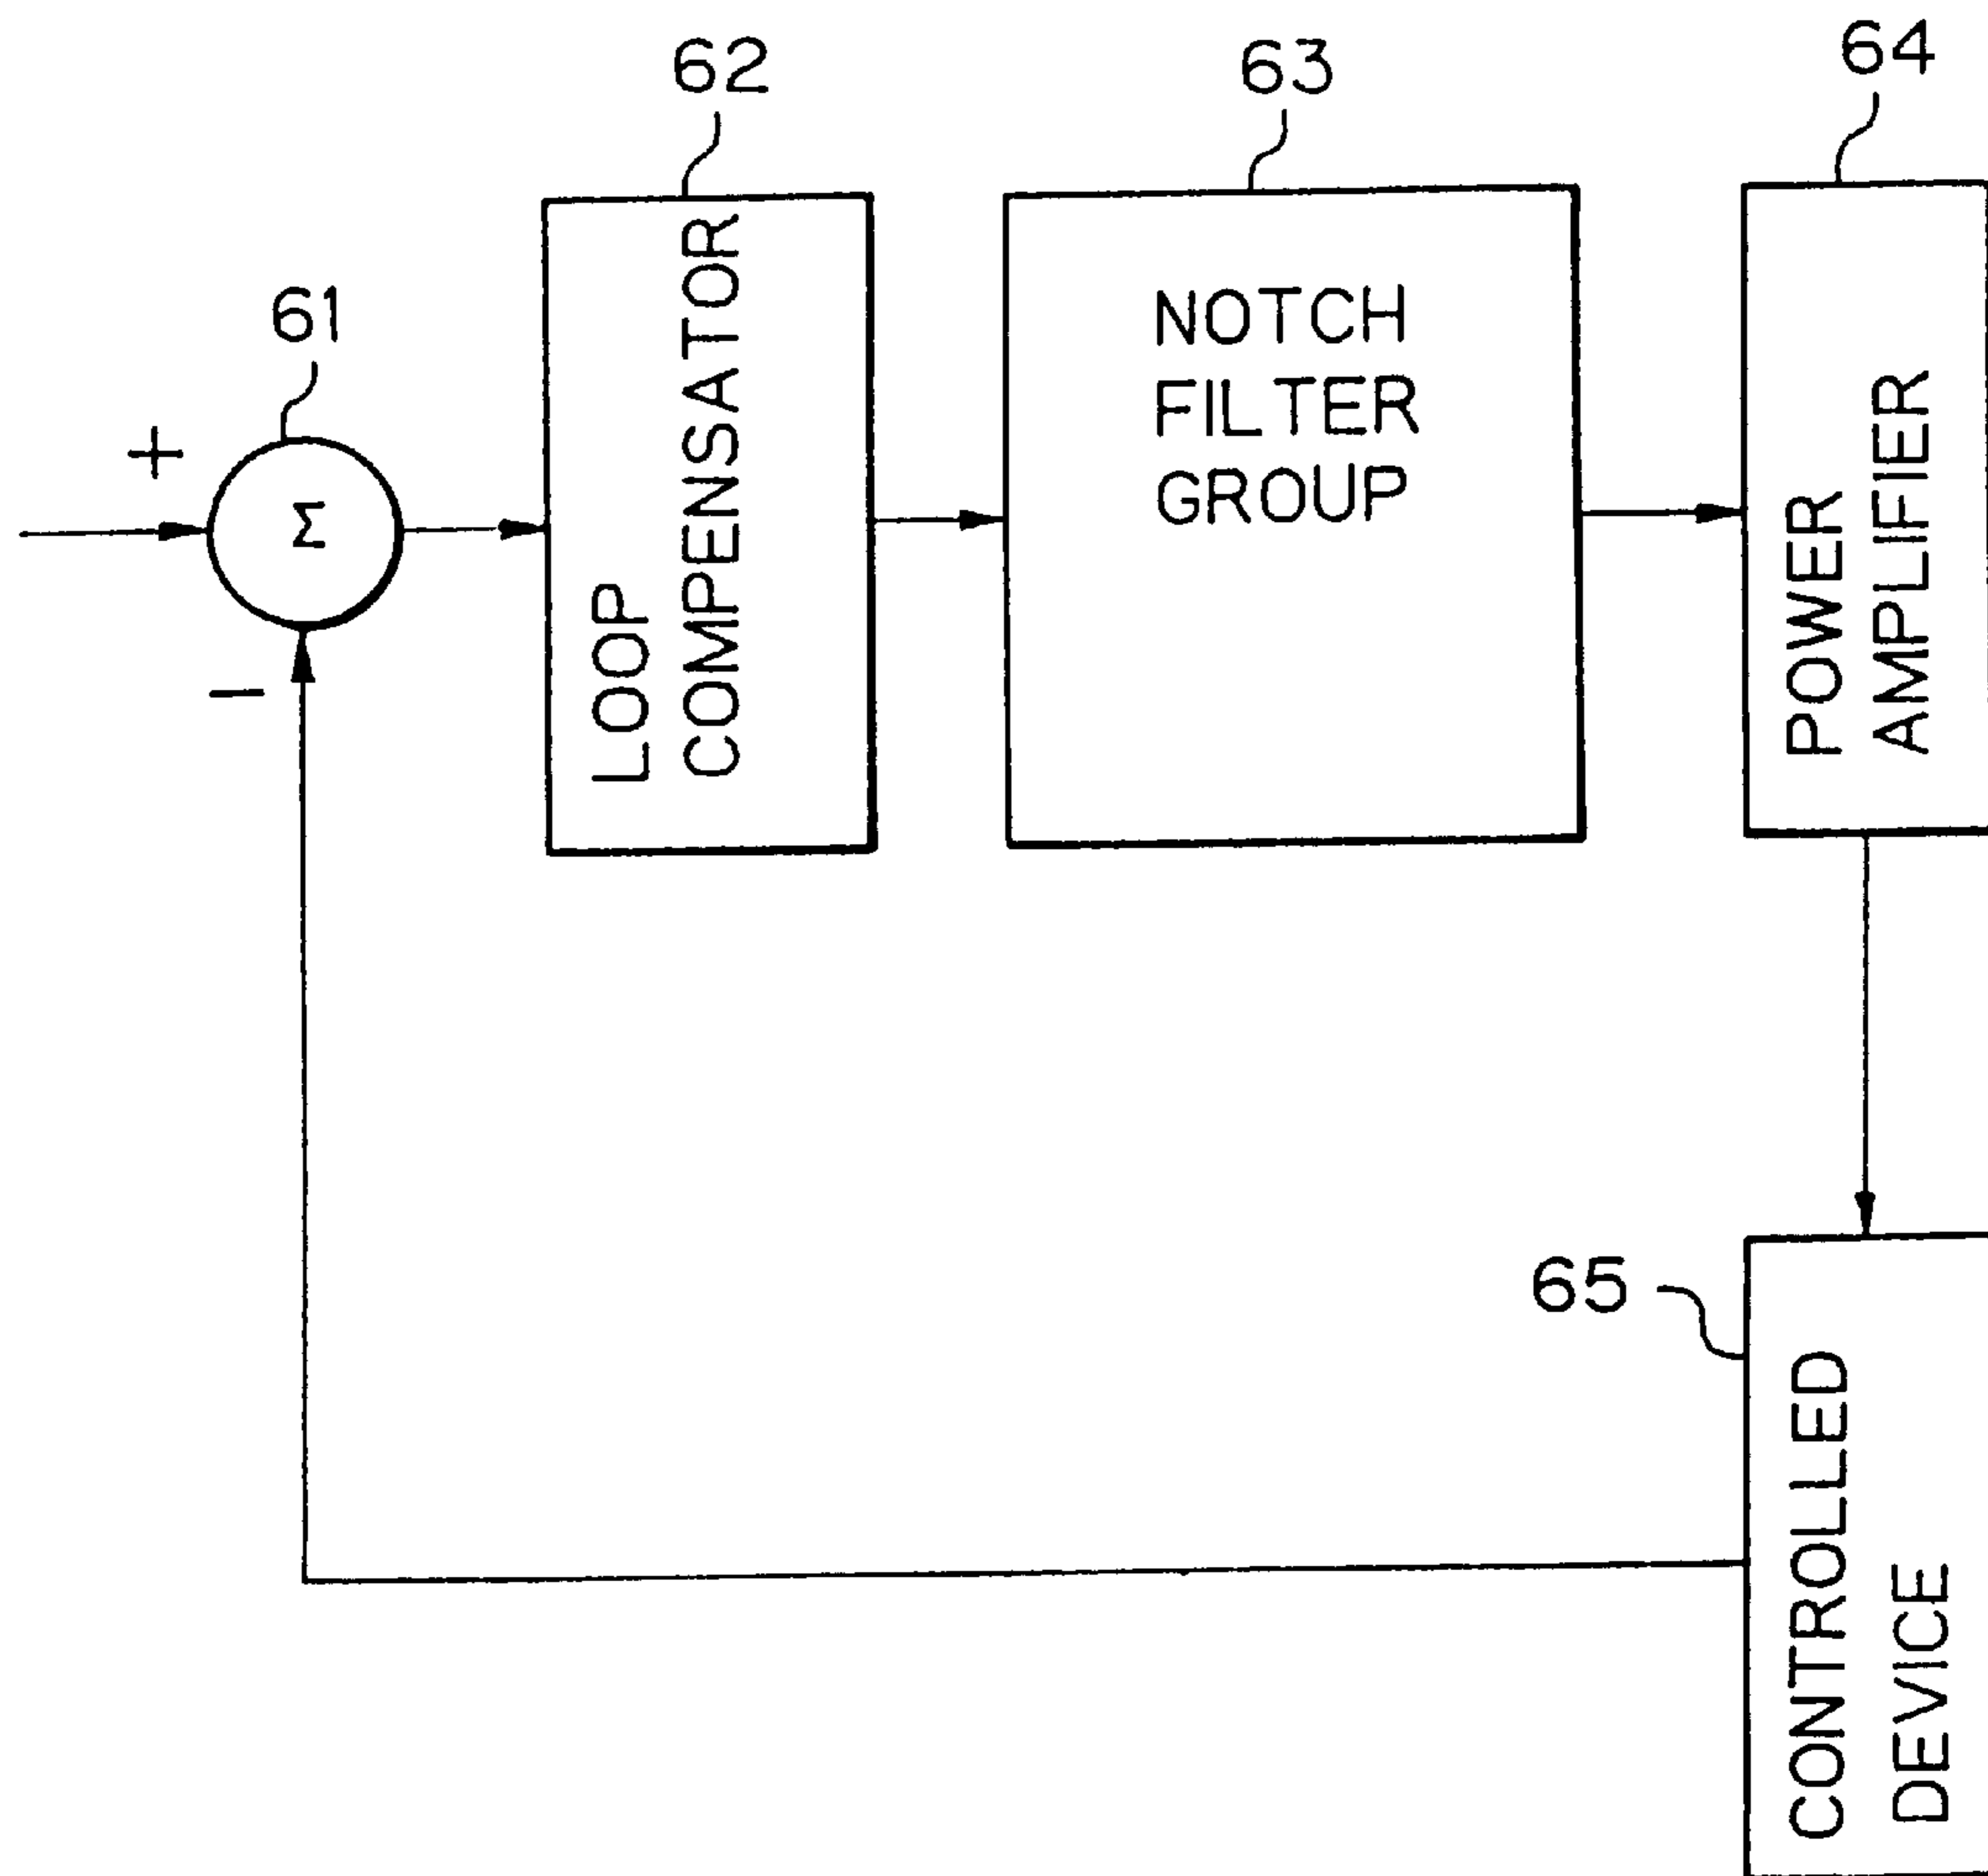 62
63
64
61
+
Σ
−
LOOP
COMPENSATOR
NOTCH
FILTER
GROUP
POWER
AMPLIFIER
65
CONTROLLED
DEVICE